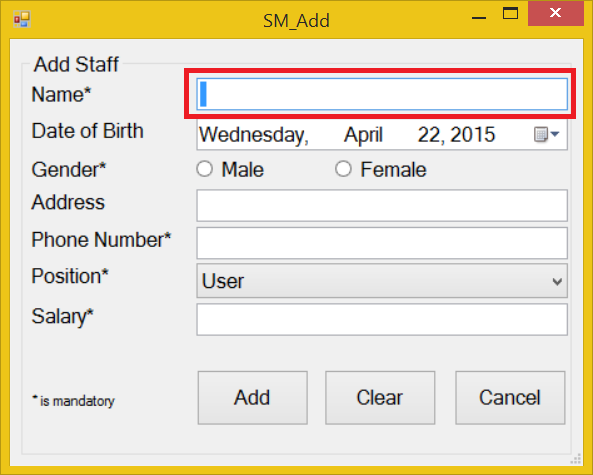 SM_Add
Add Staff
Name*
Date of Birth Wednesday, April 22, 2015
Gender* Male Female
Address
Phone Number*
Position* User
Salary*
* is mandatory Add Clear Cancel